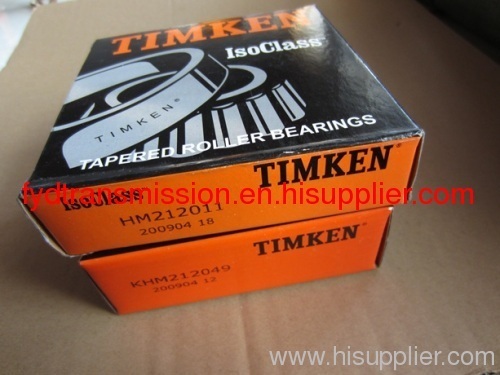 TIMKEN
IsoClass™
TIMKEN®
TAPERED ROLLER BEARINGS
fydtransmission.en.hisupplier.com
IsoClass
TIMKEN
HM212011
200904 18
TIMKEN
KHM212049
200904 12
www.hisupplier.com